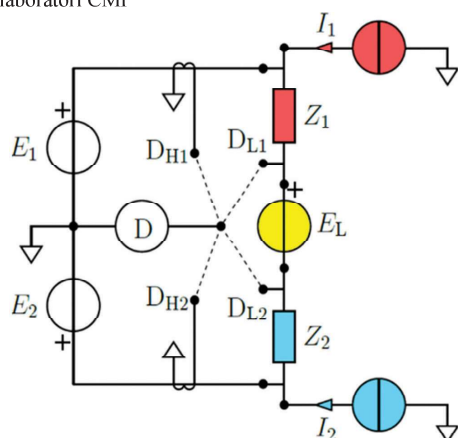 laboratori CMI
I1
Z1
E1
+
DH1
DL1
+
EL
D
E2
+
DH2
DL2
Z2
I2